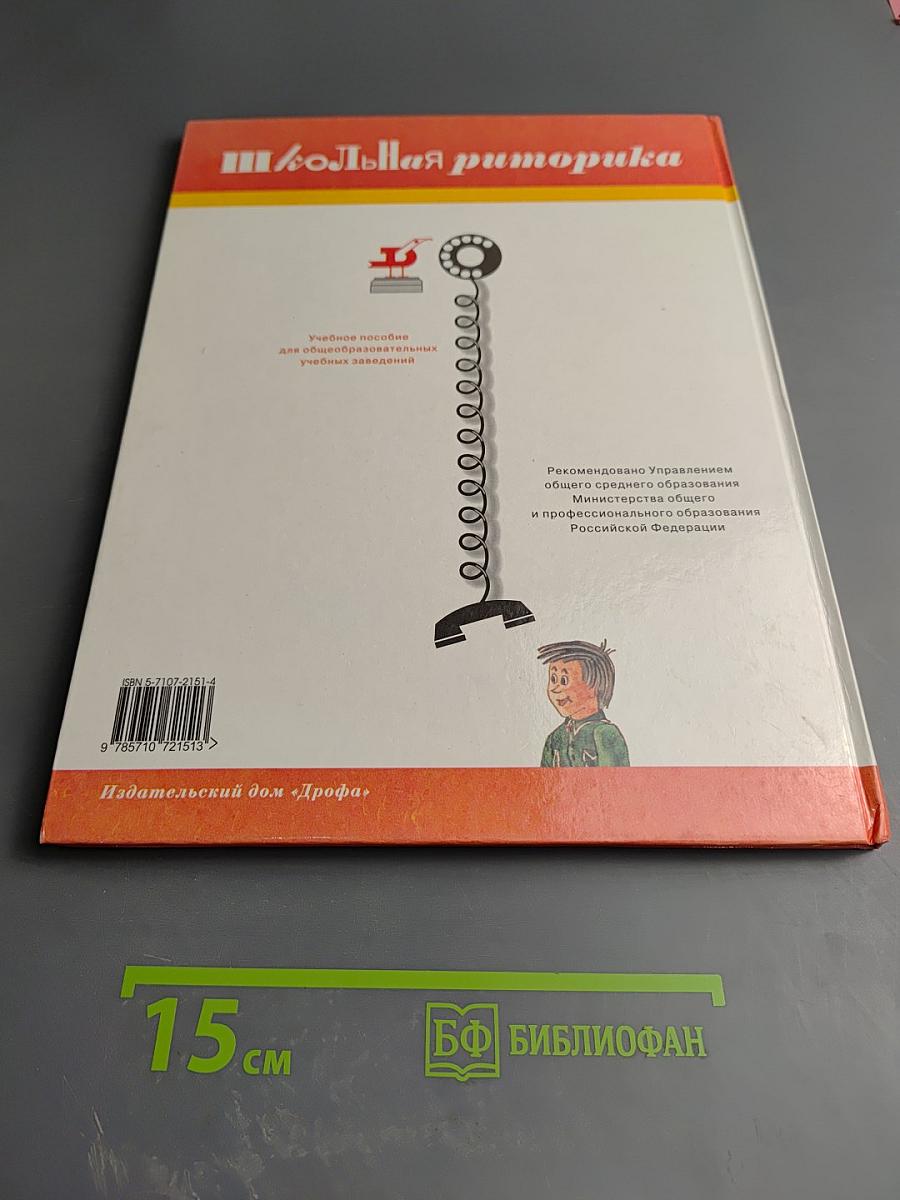 Школьная риторика
Учебное пособие
для общеобразовательных
учебных заведений
Рекомендовано Управлением
общего среднего образования
Министерства общего
и профессионального образования
Российской Федерации
ISBN 5-7107-2151-4
9 785710 721513 >
Издательский дом «Дрофа»
15 см
БФ БИБЛИОФАН